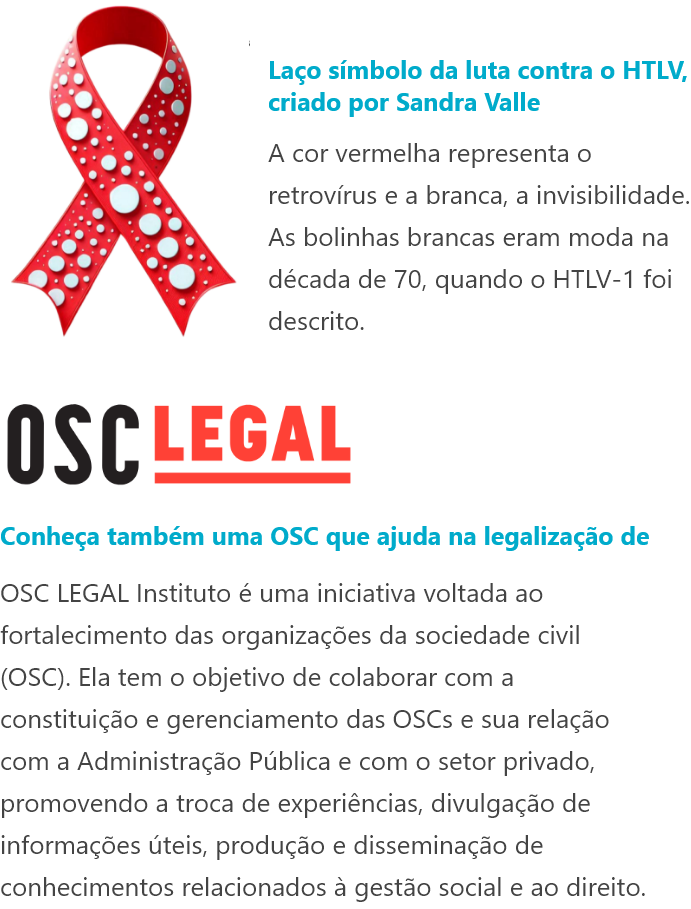 Laço símbolo da luta contra o HTLV,
criado por Sandra Valle
A cor vermelha representa o
retrovírus e a branca, a invisibilidade.
As bolinhas brancas eram moda na
década de 70, quando o HTLV-1 foi
descrito.
OSC LEGAL
Conheça também uma OSC que ajuda na legalização de
OSC LEGAL Instituto é uma iniciativa voltada ao
fortalecimento das organizações da sociedade civil
(OSC). Ela tem o objetivo de colaborar com a
constituição e gerenciamento das OSCs e sua relação
com a Administração Pública e com o setor privado,
promovendo a troca de experiências, divulgação de
informações úteis, produção e disseminação de
conhecimentos relacionados à gestão social e ao direito.